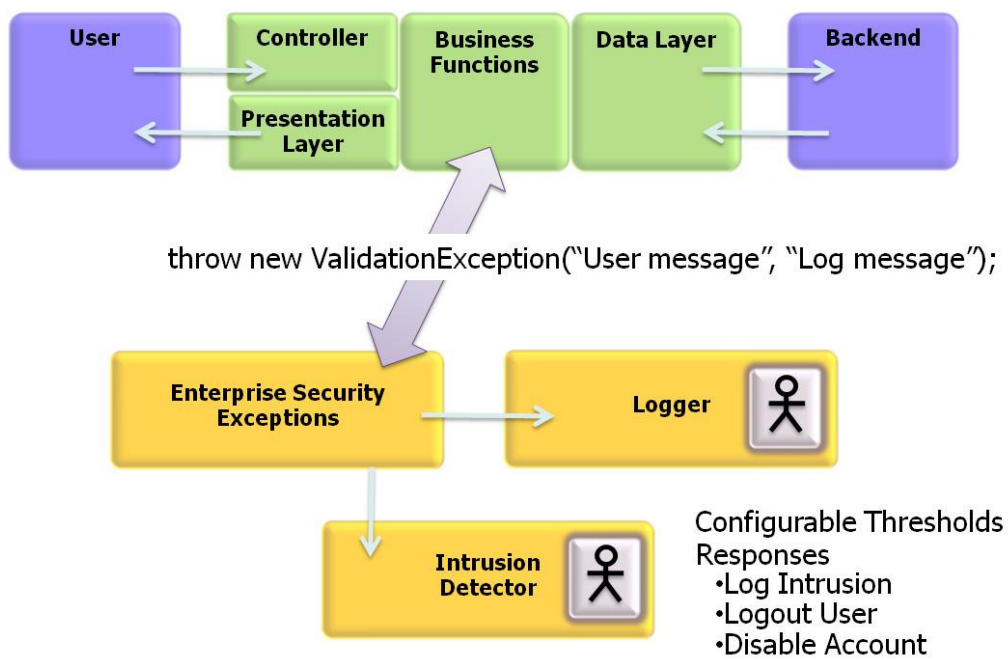 User
Controller
Business
Functions
Data Layer
Backend
Presentation
Layer
throw new ValidationException(“User message”, “Log message”);
Enterprise Security
Exceptions
Logger
Intrusion
Detector
Configurable Thresholds
Responses
•Log Intrusion
•Logout User
•Disable Account